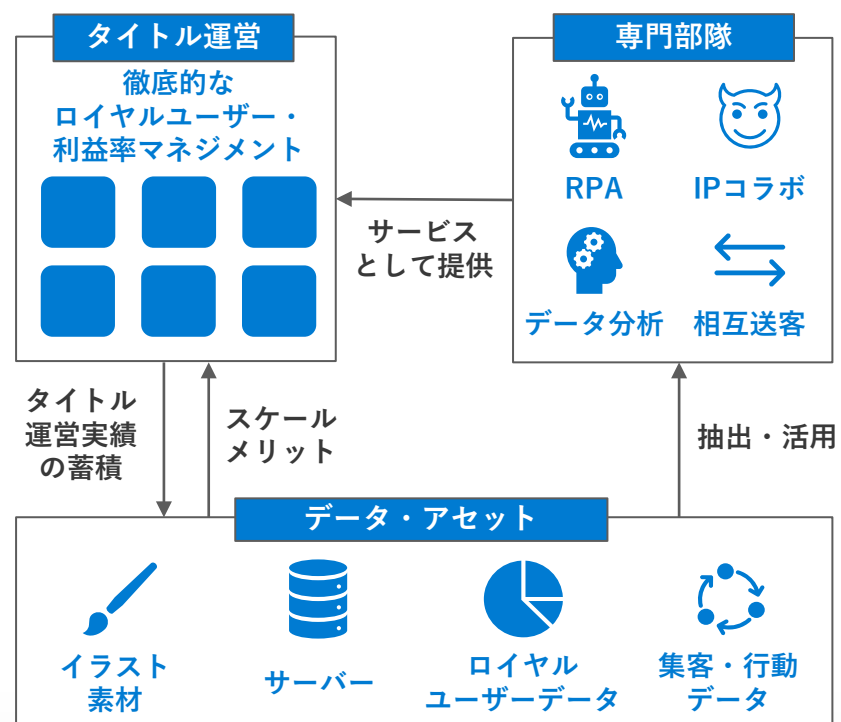 タイトル運営
徹底的な
ロイヤルユーザー・
利益率マネジメント
専門部隊
RPA
IPコラボ
データ分析
相互送客
サービス
として提供
タイトル
運営実績
の蓄積
スケール
メリット
抽出・活用
データ・アセット
イラスト
素材
サーバー
ロイヤル
ユーザーデータ
集客・行動
データ